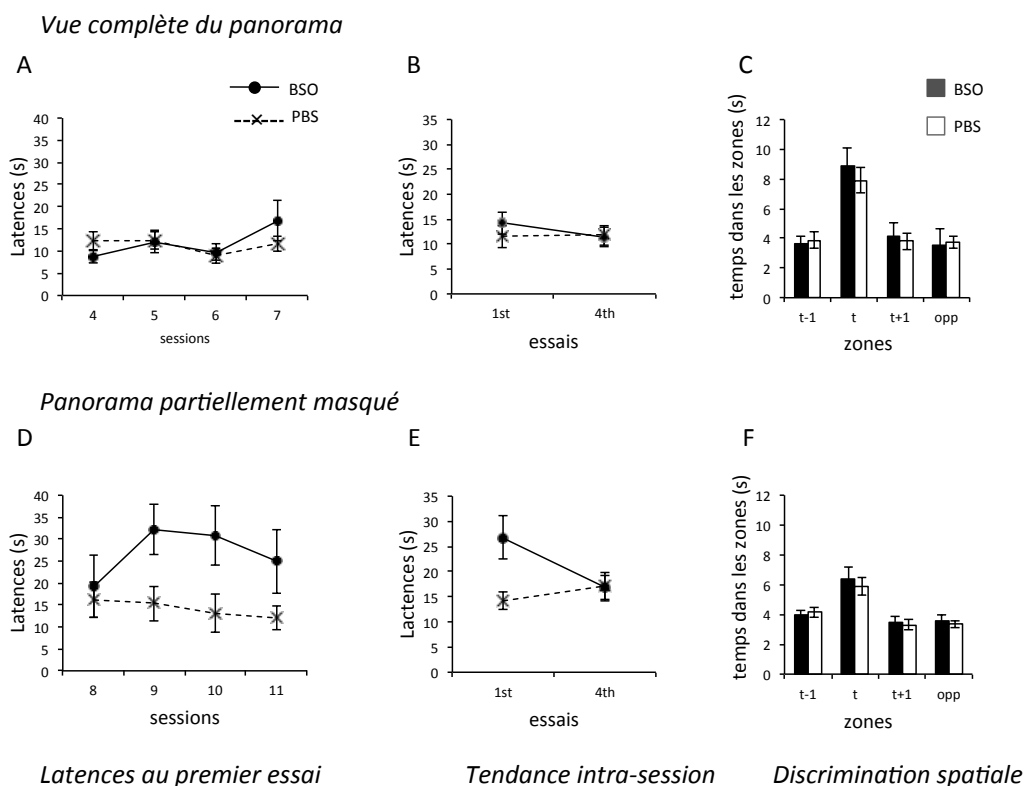 Vue complète du panorama
A
B
C
BSO
PBS
BSO
PBS
Latences (s)
40
35
30
25
20
15
10
5
0
4 5 6 7
sessions
Latences (s)
35
30
25
20
15
10
5
0
1st 4th
essais
temps dans les zones (s)
12
10
8
6
4
2
0
t-1 t t+1 opp
zones
Panorama partiellement masqué
D
E
F
Latences (s)
40
35
30
25
20
15
10
5
0
8 9 10 11
sessions
Lactences (s)
35
30
25
20
15
10
5
0
1st 4th
essais
temps dans les zones (s)
12
10
8
6
4
2
0
t-1 t t+1 opp
zones
Latences au premier essai
Tendance intra-session
Discrimination spatiale